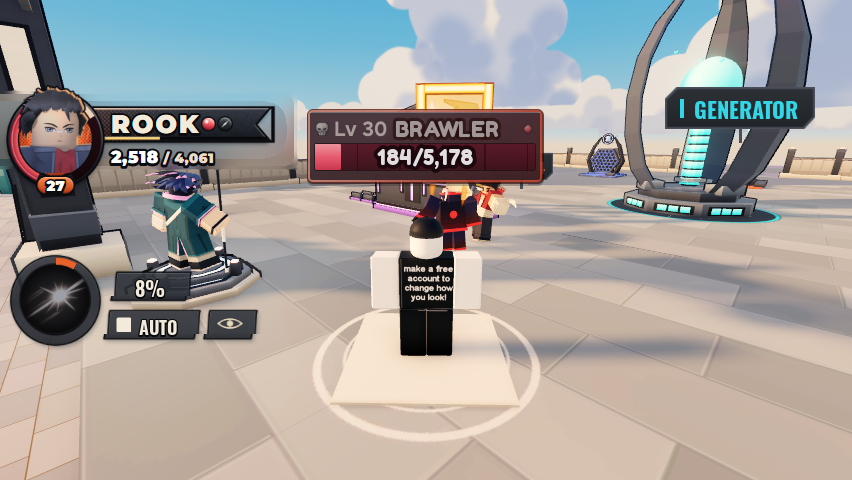 ROOK
2,518 / 4,061
27
8%
AUTO
Lv 30 BRAWLER
184/5,178
GENERATOR
make a free
account to
change how
you look!